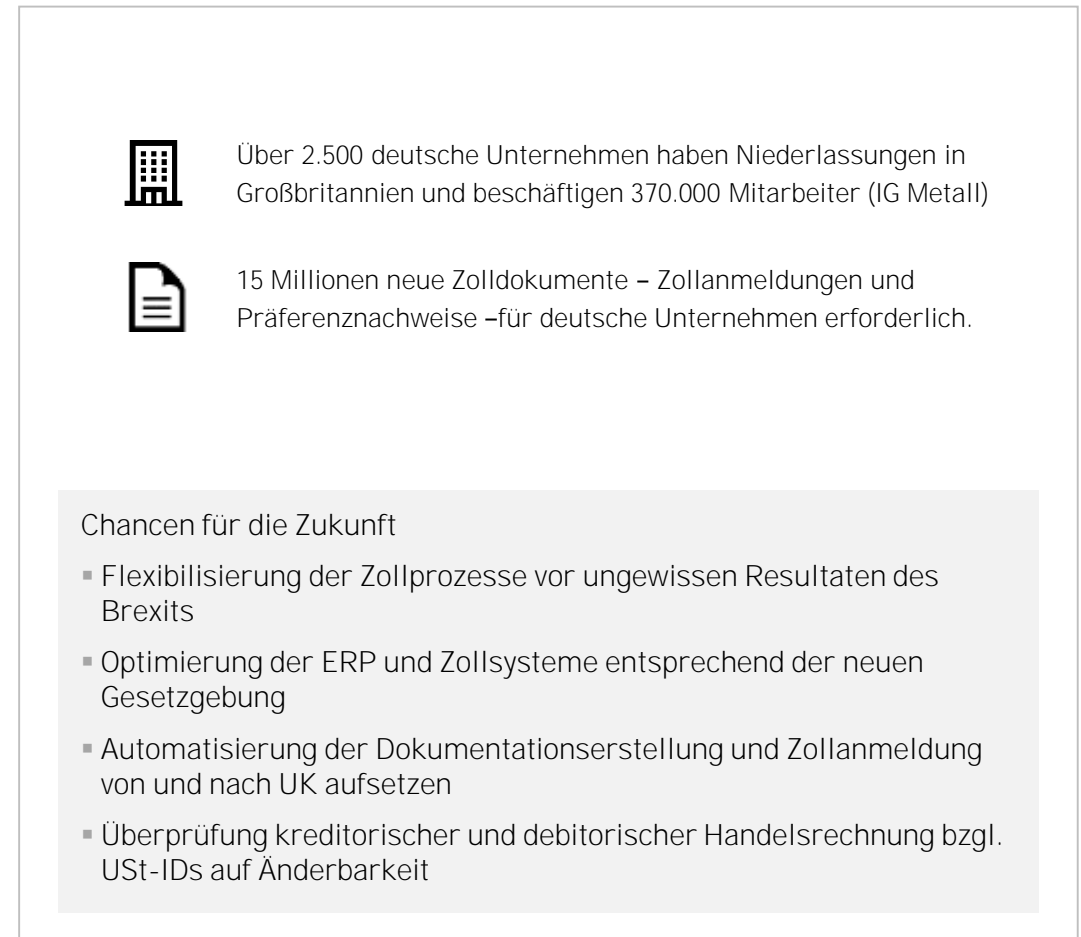 Über 2.500 deutsche Unternehmen haben Niederlassungen in
Großbritannien und beschäftigen 370.000 Mitarbeiter (IG Metall)
15 Millionen neue Zolldokumente – Zollanmeldungen und
Präferenznachweise –für deutsche Unternehmen erforderlich.
Chancen für die Zukunft
▪ Flexibilisierung der Zollprozesse vor ungewissen Resultaten des
Brexits
▪ Optimierung der ERP und Zollsysteme entsprechend der neuen
Gesetzgebung
▪ Automatisierung der Dokumentationserstellung und Zollanmeldung
von und nach UK aufsetzen
▪ Überprüfung kreditorischer und debitorischer Handelsrechnung bzgl.
USt-IDs auf Änderbarkeit